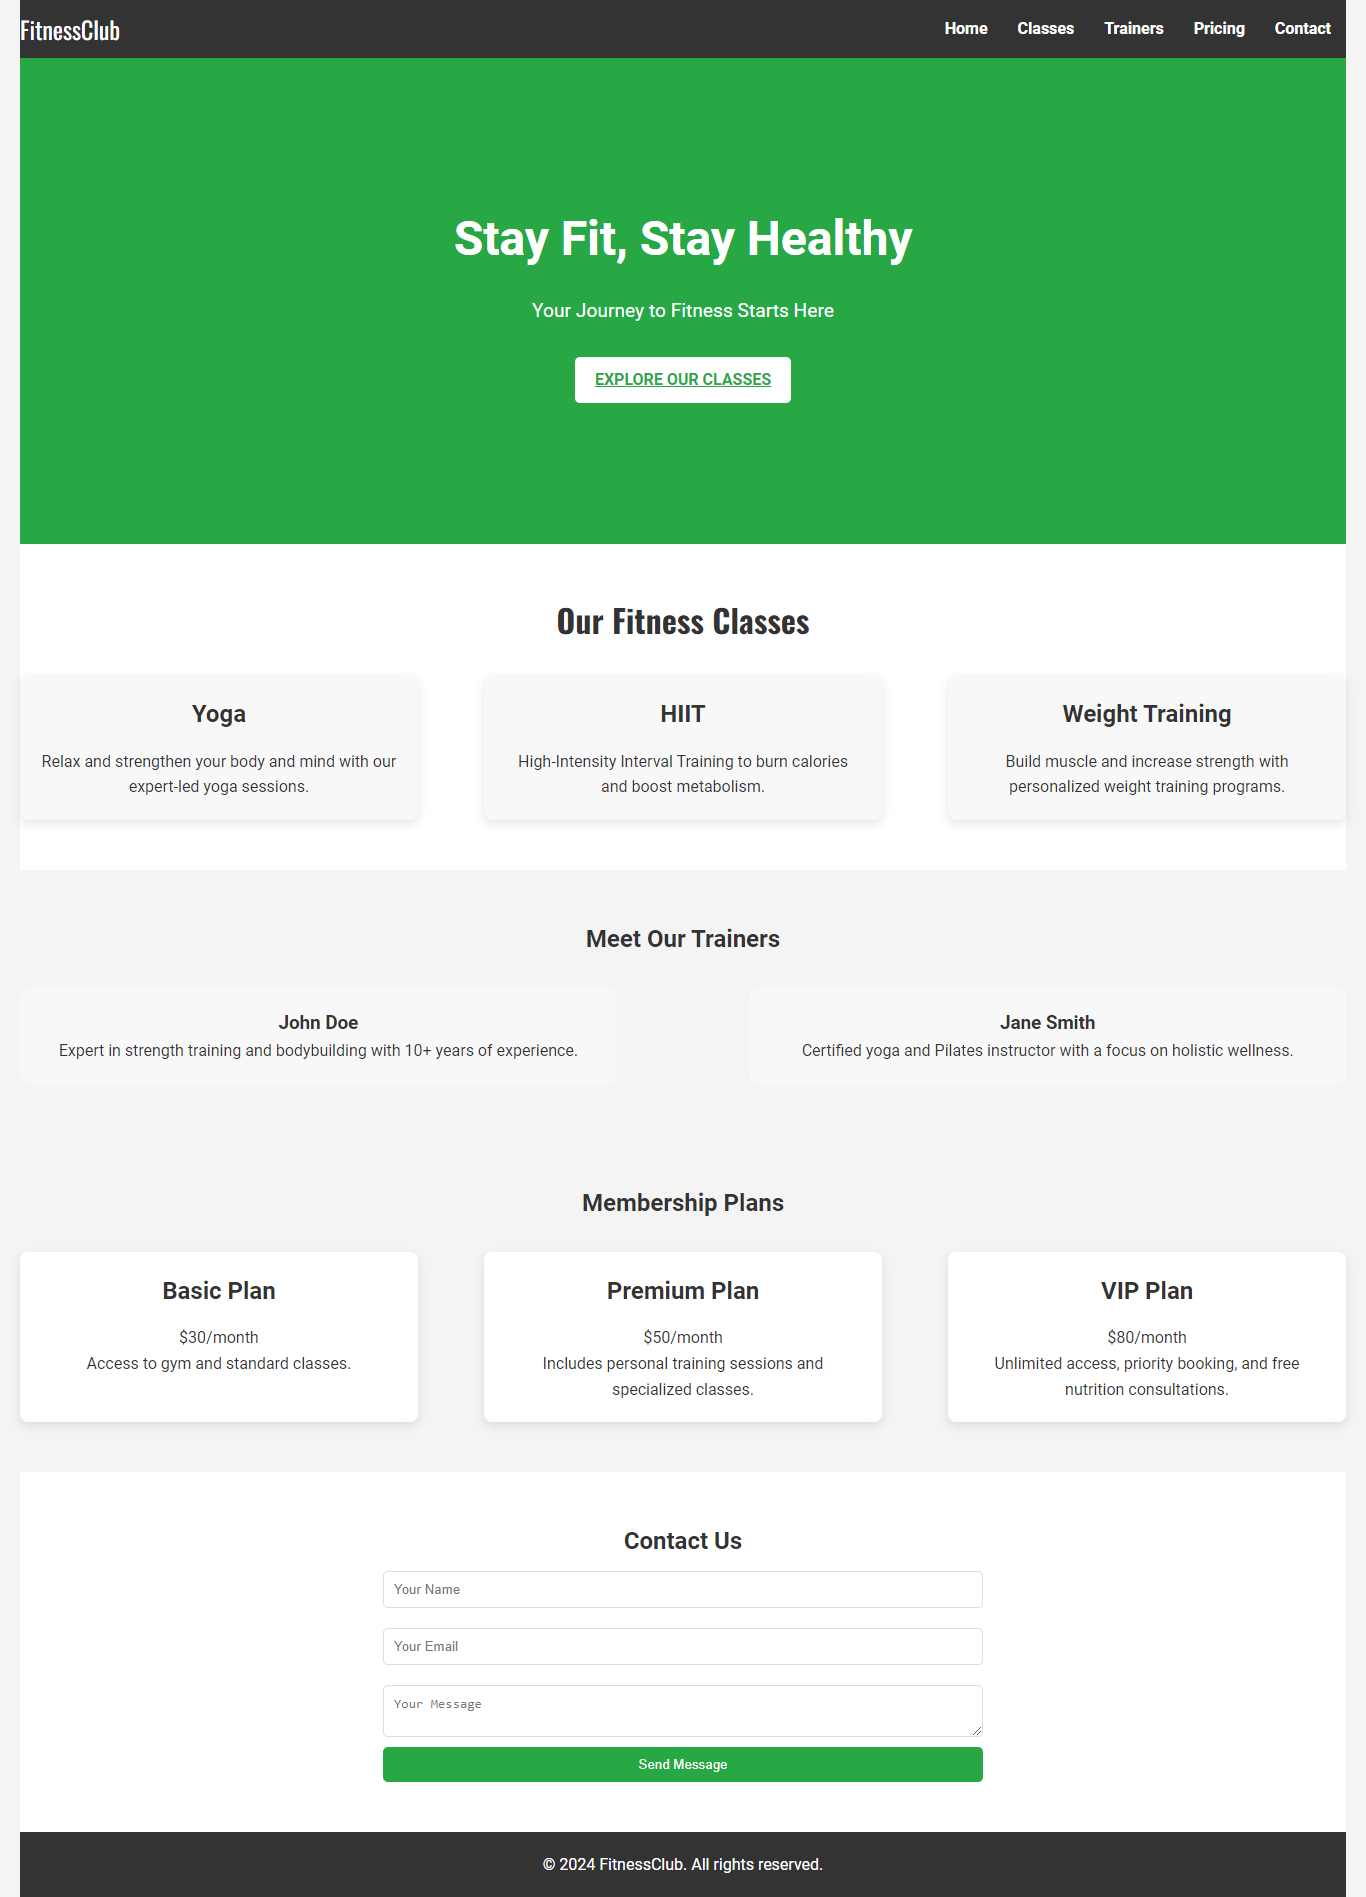 FitnessClub
Home Classes Trainers Pricing Contact
Stay Fit, Stay Healthy
Your Journey to Fitness Starts Here
EXPLORE OUR CLASSES
Our Fitness Classes
Yoga
Relax and strengthen your body and mind with our
expert-led yoga sessions.
HIIT
High-Intensity Interval Training to burn calories
and boost metabolism.
Weight Training
Build muscle and increase strength with
personalized weight training programs.
Meet Our Trainers
John Doe
Expert in strength training and bodybuilding with 10+ years of experience.
Jane Smith
Certified yoga and Pilates instructor with a focus on holistic wellness.
Membership Plans
Basic Plan
$30/month
Access to gym and standard classes.
Premium Plan
$50/month
Includes personal training sessions and
specialized classes.
VIP Plan
$80/month
Unlimited access, priority booking, and free
nutrition consultations.
Contact Us
Your Name
Your Email
Your Message
Send Message
© 2024 FitnessClub. All rights reserved.